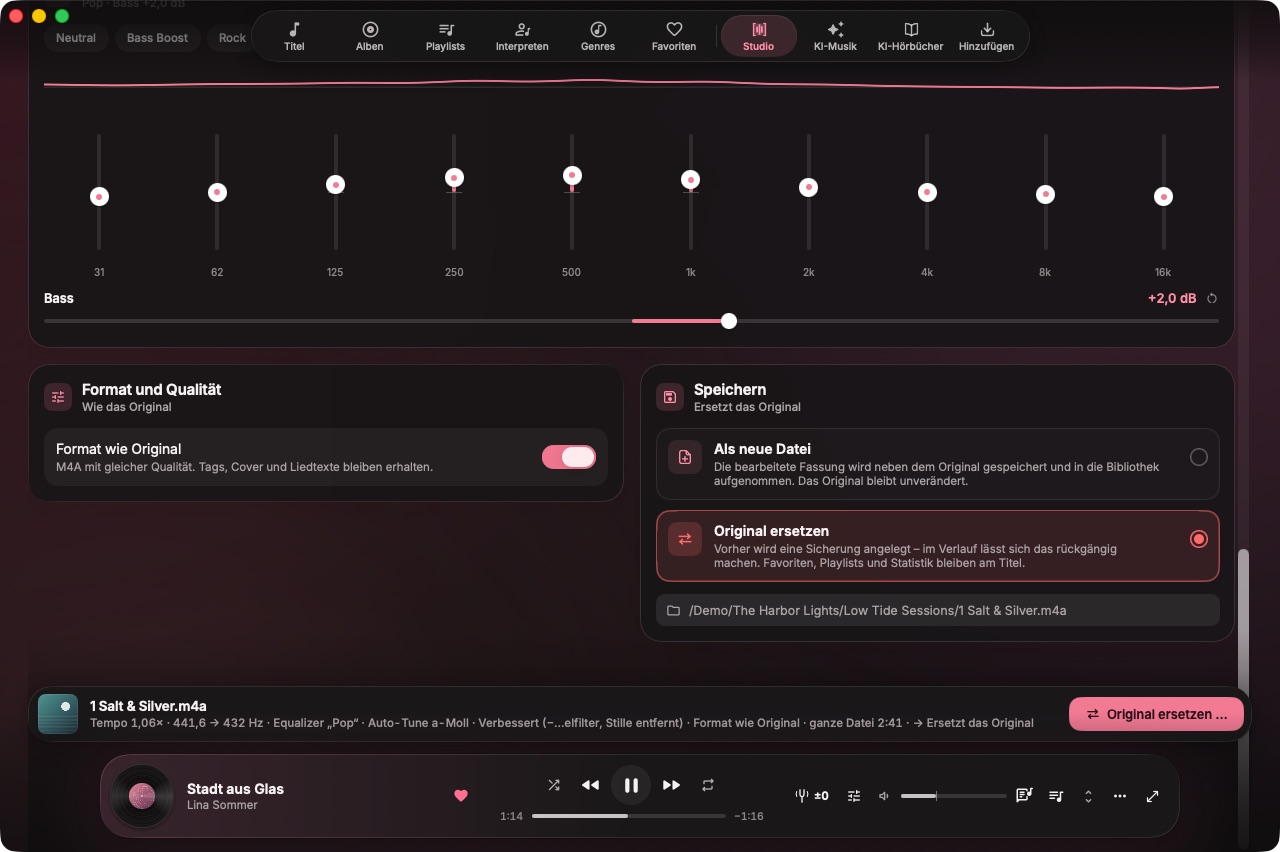 Pop · Bass +2,0 dB
Neutral
Bass Boost
Rock
Titel
Alben
Playlists
Interpreten
Genres
Favoriten
Studio
KI-Musik
KI-Hörbücher
Hinzufügen
31
62
125
250
500
1k
2k
4k
8k
16k
Bass
+2,0 dB
Format und Qualität
Wie das Original
Format wie Original
M4A mit gleicher Qualität. Tags, Cover und Liedtexte bleiben erhalten.
Speichern
Ersetzt das Original
Als neue Datei
Die bearbeitete Fassung wird neben dem Original gespeichert und in die Bibliothek
aufgenommen. Das Original bleibt unverändert.
Original ersetzen
Vorher wird eine Sicherung angelegt – im Verlauf lässt sich das rückgängig
machen. Favoriten, Playlists und Statistik bleiben am Titel.
/Demo/The Harbor Lights/Low Tide Sessions/1 Salt & Silver.m4a
1 Salt & Silver.m4a
Tempo 1,06× · 441,6 → 432 Hz · Equalizer „Pop“ · Auto-Tune a-Moll · Verbessert (−...elfilter, Stille entfernt) · Format wie Original · ganze Datei 2:41 · → Ersetzt das Original
Original ersetzen ...
Stadt aus Glas
Lina Sommer
1:14
−1:16
±0